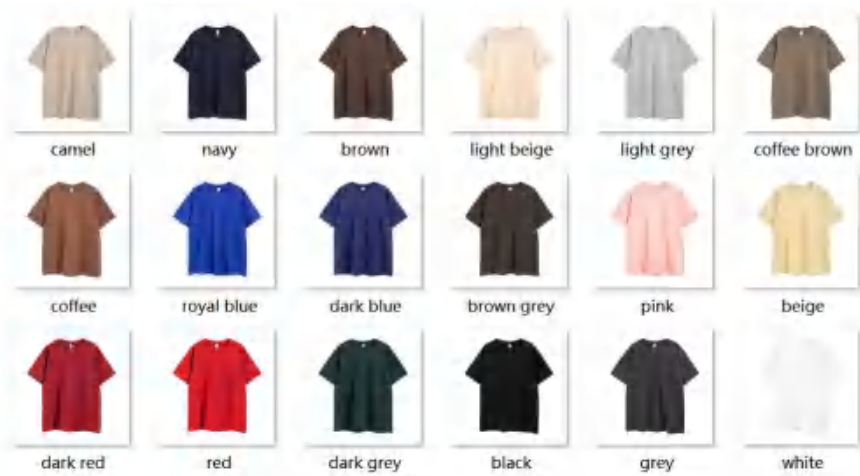 camel
navy
brown
light beige
light grey
coffee brown
coffee
royal blue
dark blue
brown grey
pink
beige
dark red
red
dark grey
black
grey
white